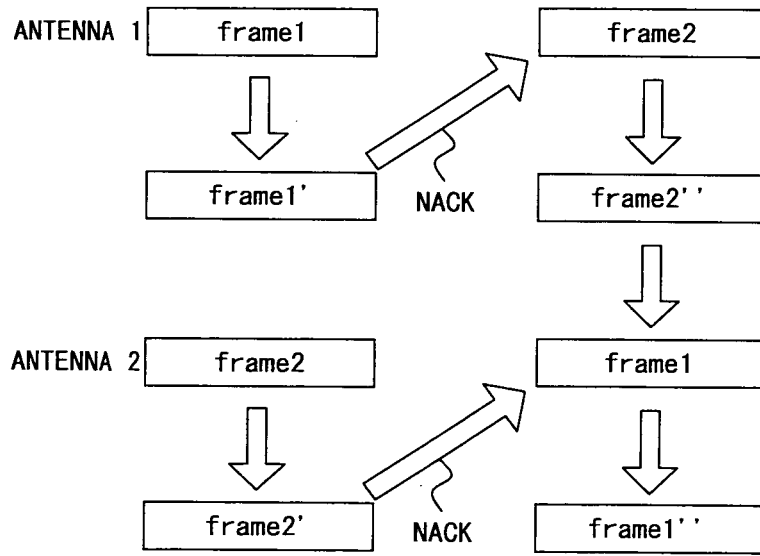 ANTENNA 1 frame1 frame2
frame1' NACK frame2''
ANTENNA 2 frame2 frame1
frame2' NACK frame1''